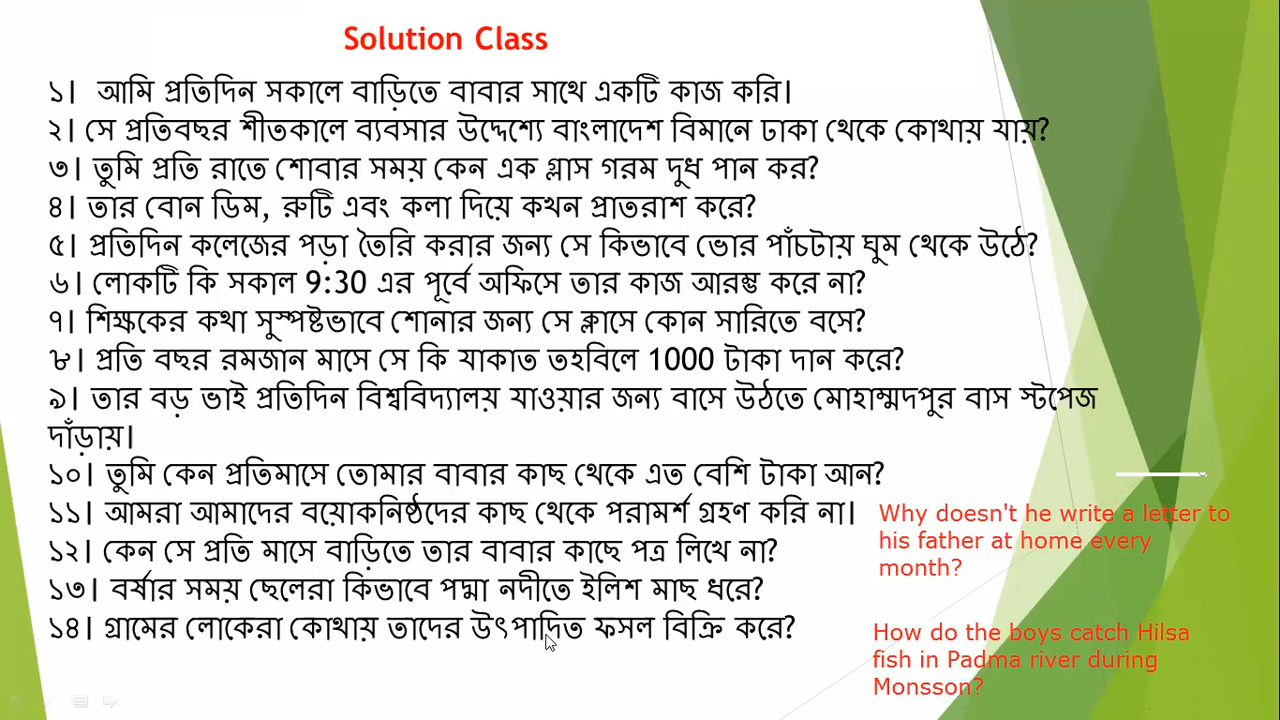 Solution Class
১। আমি প্রতিদিন সকালে বাড়িতে বাবার সাথে একটি কাজ করি।
২। সে প্রতিবছর শীতকালে ব্যবসার উদ্দেশ্যে বাংলাদেশ বিমানে ঢাকা থেকে কোথায় যায়?
৩। তুমি প্রতি রাতে শোবার সময় কেন এক গ্লাস গরম দুধ পান কর?
৪। তার বোন ডিম, রুটি এবং কলা দিয়ে কখন প্রাতরাশ করে?
৫। প্রতিদিন কলেজের পড়া তৈরি করার জন্য সে কিভাবে ভোর পাঁচটায় ঘুম থেকে উঠে?
৬। লোকটি কি সকাল 9:30 এর পূর্বে অফিসে তার কাজ আরম্ভ করে না?
৭। শিক্ষকের কথা সুস্পষ্টভাবে শোনার জন্য সে ক্লাসে কোন সারিতে বসে?
৮। প্রতি বছর রমজান মাসে সে কি যাকাত তহবিলে 1000 টাকা দান করে?
৯। তার বড় ভাই প্রতিদিন বিশ্ববিদ্যালয় যাওয়ার জন্য বাসে উঠতে মোহাম্মদপুর বাস স্টপেজ
দাঁড়ায়।
১০। তুমি কেন প্রতিমাসে তোমার বাবার কাছ থেকে এত বেশি টাকা আন?
১১। আমরা আমাদের বয়োকনিষ্ঠদের কাছ থেকে পরামর্শ গ্রহণ করি না।
১২। কেন সে প্রতি মাসে বাড়িতে তার বাবার কাছে পত্র লিখে না?
১৩। বর্ষার সময় ছেলেরা কিভাবে পদ্মা নদীতে ইলিশ মাছ ধরে?
১৪। গ্রামের লোকেরা কোথায় তাদের উৎপাদিত ফসল বিক্রি করে?
Why doesn't he write a letter to
his father at home every
month?
How do the boys catch Hilsa
fish in Padma river during
Monsson?